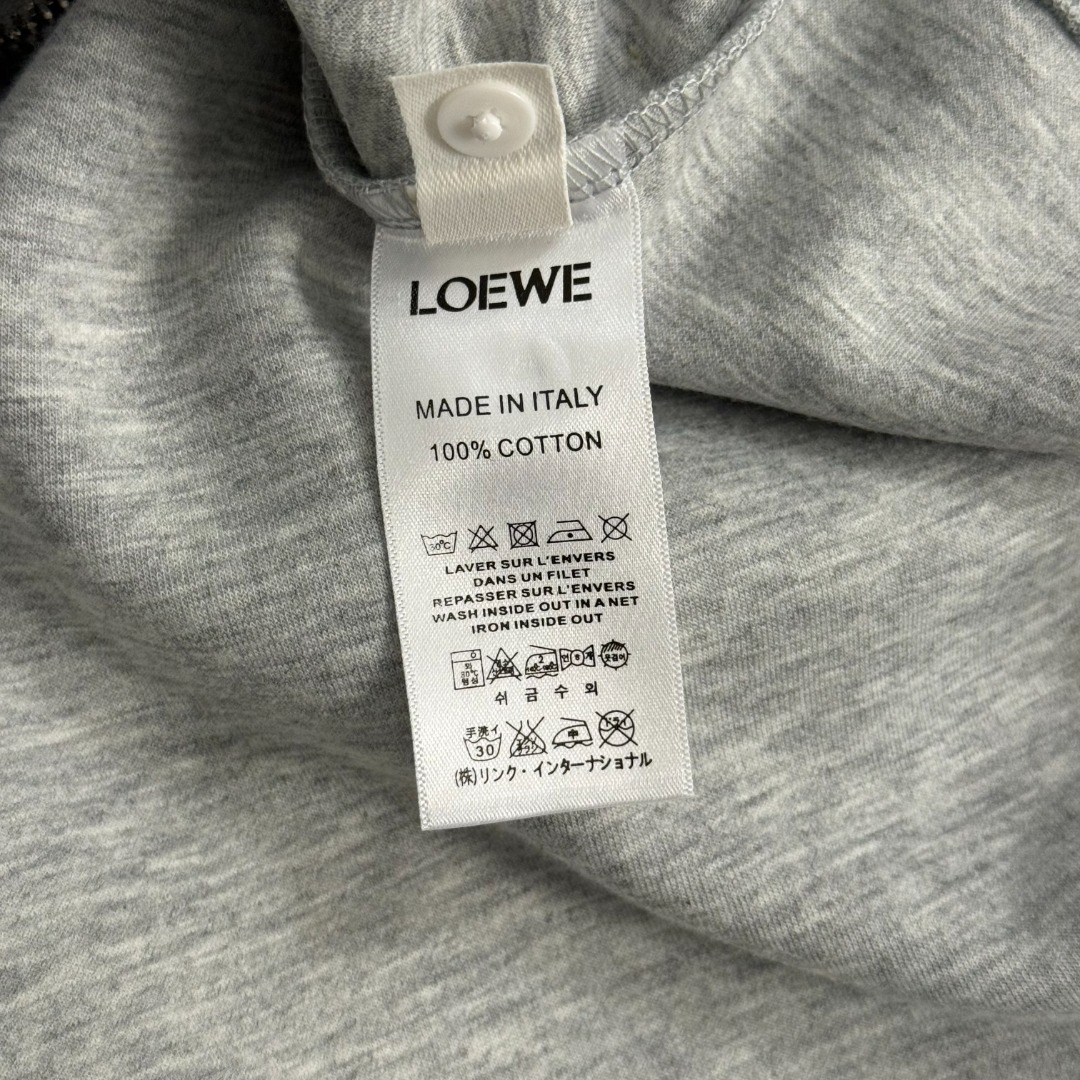 LOEWE
MADE IN ITALY
100% COTTON
30°C
LAVER SUR L'ENVERS
DANS UN FILET
REPASSER SUR L'ENVERS
WASH INSIDE OUT IN A NET
IRON INSIDE OUT
쉬 금 수 외
手洗イ
30
中
(株)リンク・インターナショナル